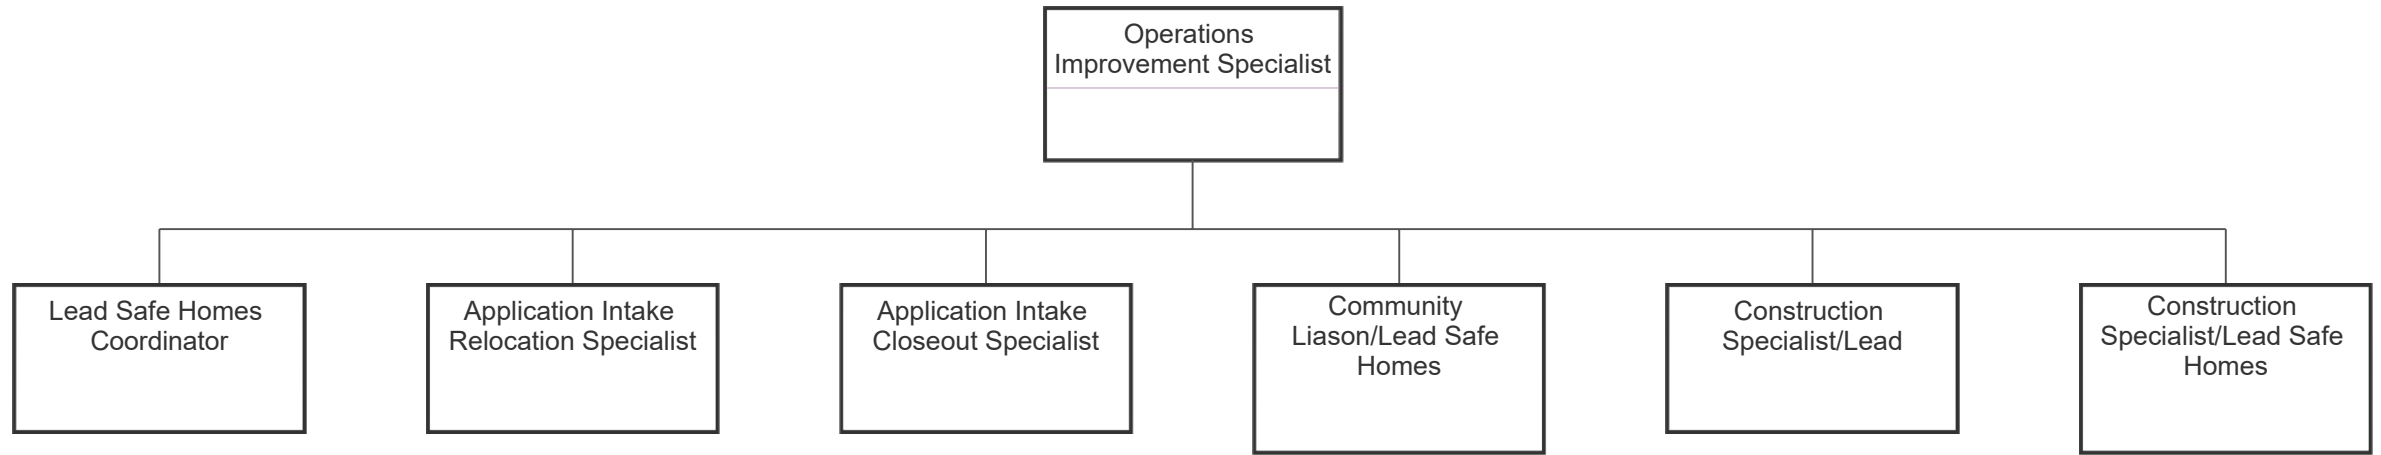 Operations
Improvement Specialist
Lead Safe Homes
Coordinator
Application Intake
Relocation Specialist
Application Intake
Closeout Specialist
Community
Liason/Lead Safe
Homes
Construction
Specialist/Lead
Construction
Specialist/Lead Safe
Homes